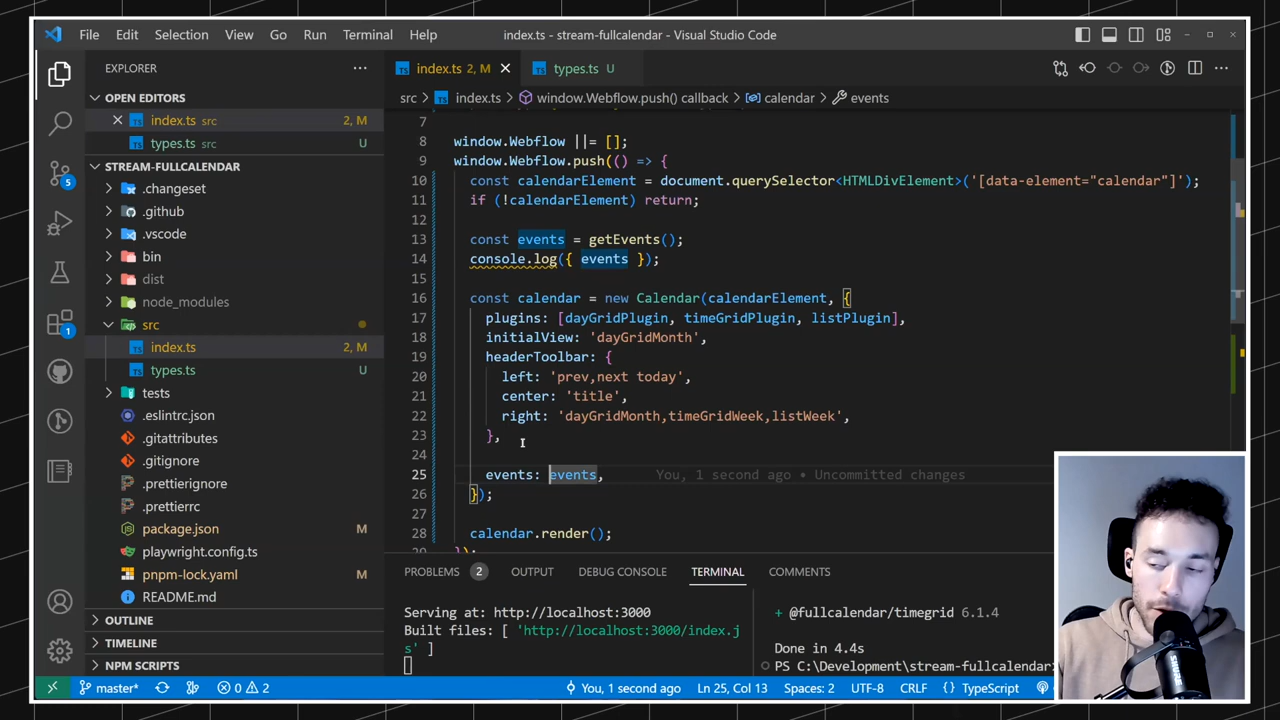 File Edit Selection View Go Run Terminal Help index.ts - stream-fullcalendar - Visual Studio Code
EXPLORER
OPEN EDITORS
index.ts src 2, M
types.ts src U
STREAM-FULLCALENDAR
.changeset
.github
.vscode
bin
dist
node_modules
src
index.ts 2, M
types.ts U
tests
.eslintrc.json
.gitattributes
.gitignore
.prettierignore
.prettierrc
package.json M
playwright.config.ts
pnpm-lock.yaml M
README.md
OUTLINE
TIMELINE
NPM SCRIPTS
5
1
index.ts 2, M types.ts U
src > index.ts > window.Webflow.push() callback > calendar > events
7
8 window.Webflow ||= [];
9 window.Webflow.push(() => {
10 const calendarElement = document.querySelector<HTMLDivElement>('[data-element="calendar"]');
11 if (!calendarElement) return;
12
13 const events = getEvents();
14 console.log({ events });
15
16 const calendar = new Calendar(calendarElement, {
17 plugins: [dayGridPlugin, timeGridPlugin, listPlugin],
18 initialView: 'dayGridMonth',
19 headerToolbar: {
20 left: 'prev,next today',
21 center: 'title',
22 right: 'dayGridMonth,timeGridWeek,listWeek',
23 },
24
25 events: events, You, 1 second ago • Uncommitted changes
26 });
27
28 calendar.render();
29 });
PROBLEMS 2 OUTPUT DEBUG CONSOLE TERMINAL COMMENTS
Serving at: http://localhost:3000
Built files: [ 'http://localhost:3000/index.j
s' ]
+ @fullcalendar/timegrid 6.1.4
Done in 4.4s
PS C:\Development\stream-fullcalendar
master* 0 2 You, 1 second ago Ln 25, Col 13 Spaces: 2 UTF-8 CRLF {} TypeScript